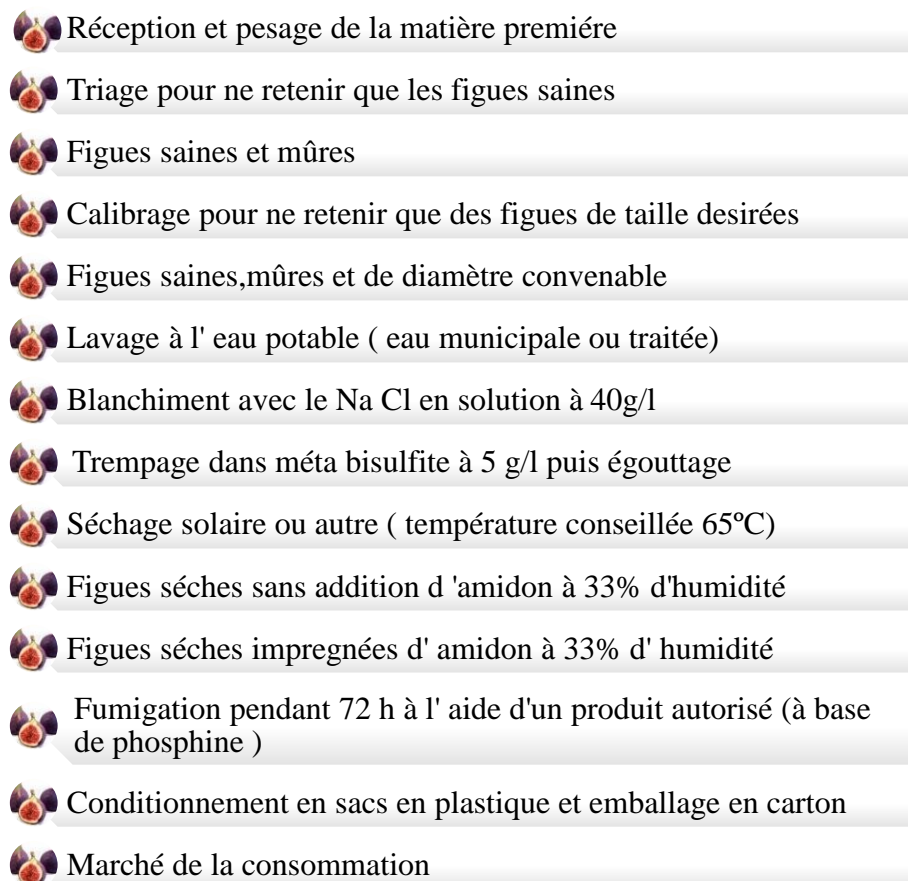 Réception et pesage de la matière premiére
Triage pour ne retenir que les figues saines
Figues saines et mûres
Calibrage pour ne retenir que des figues de taille desirées
Figues saines,mûres et de diamètre convenable
Lavage à l' eau potable ( eau municipale ou traitée)
Blanchiment avec le Na Cl en solution à 40g/l
Trempage dans méta bisulfite à 5 g/l puis égouttage
Séchage solaire ou autre ( température conseillée 65ºC)
Figues séches sans addition d 'amidon à 33% d'humidité
Figues séches impregnées d' amidon à 33% d' humidité
Fumigation pendant 72 h à l' aide d'un produit autorisé (à base
de phosphine )
Conditionnement en sacs en plastique et emballage en carton
Marché de la consommation